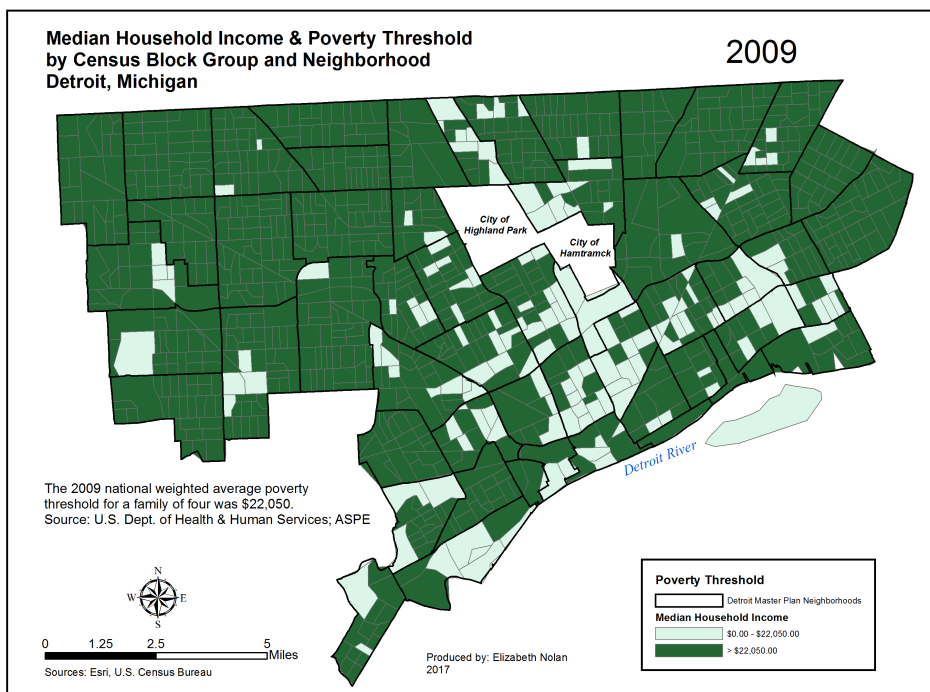 Median Household Income & Poverty Threshold
by Census Block Group and Neighborhood
Detroit, Michigan
2009
City of
Highland Park
City of
Hamtramck
Detroit River
The 2009 national weighted average poverty
threshold for a family of four was $22,050.
Source: U.S. Dept. of Health & Human Services; ASPE
N
W E
S
0 1.25 2.5 5
Miles
Sources: Esri, U.S. Census Bureau
Produced by: Elizabeth Nolan
2017
Poverty Threshold
Detroit Master Plan Neighborhoods
Median Household Income
$0.00 - $22,050.00
> $22,050.00